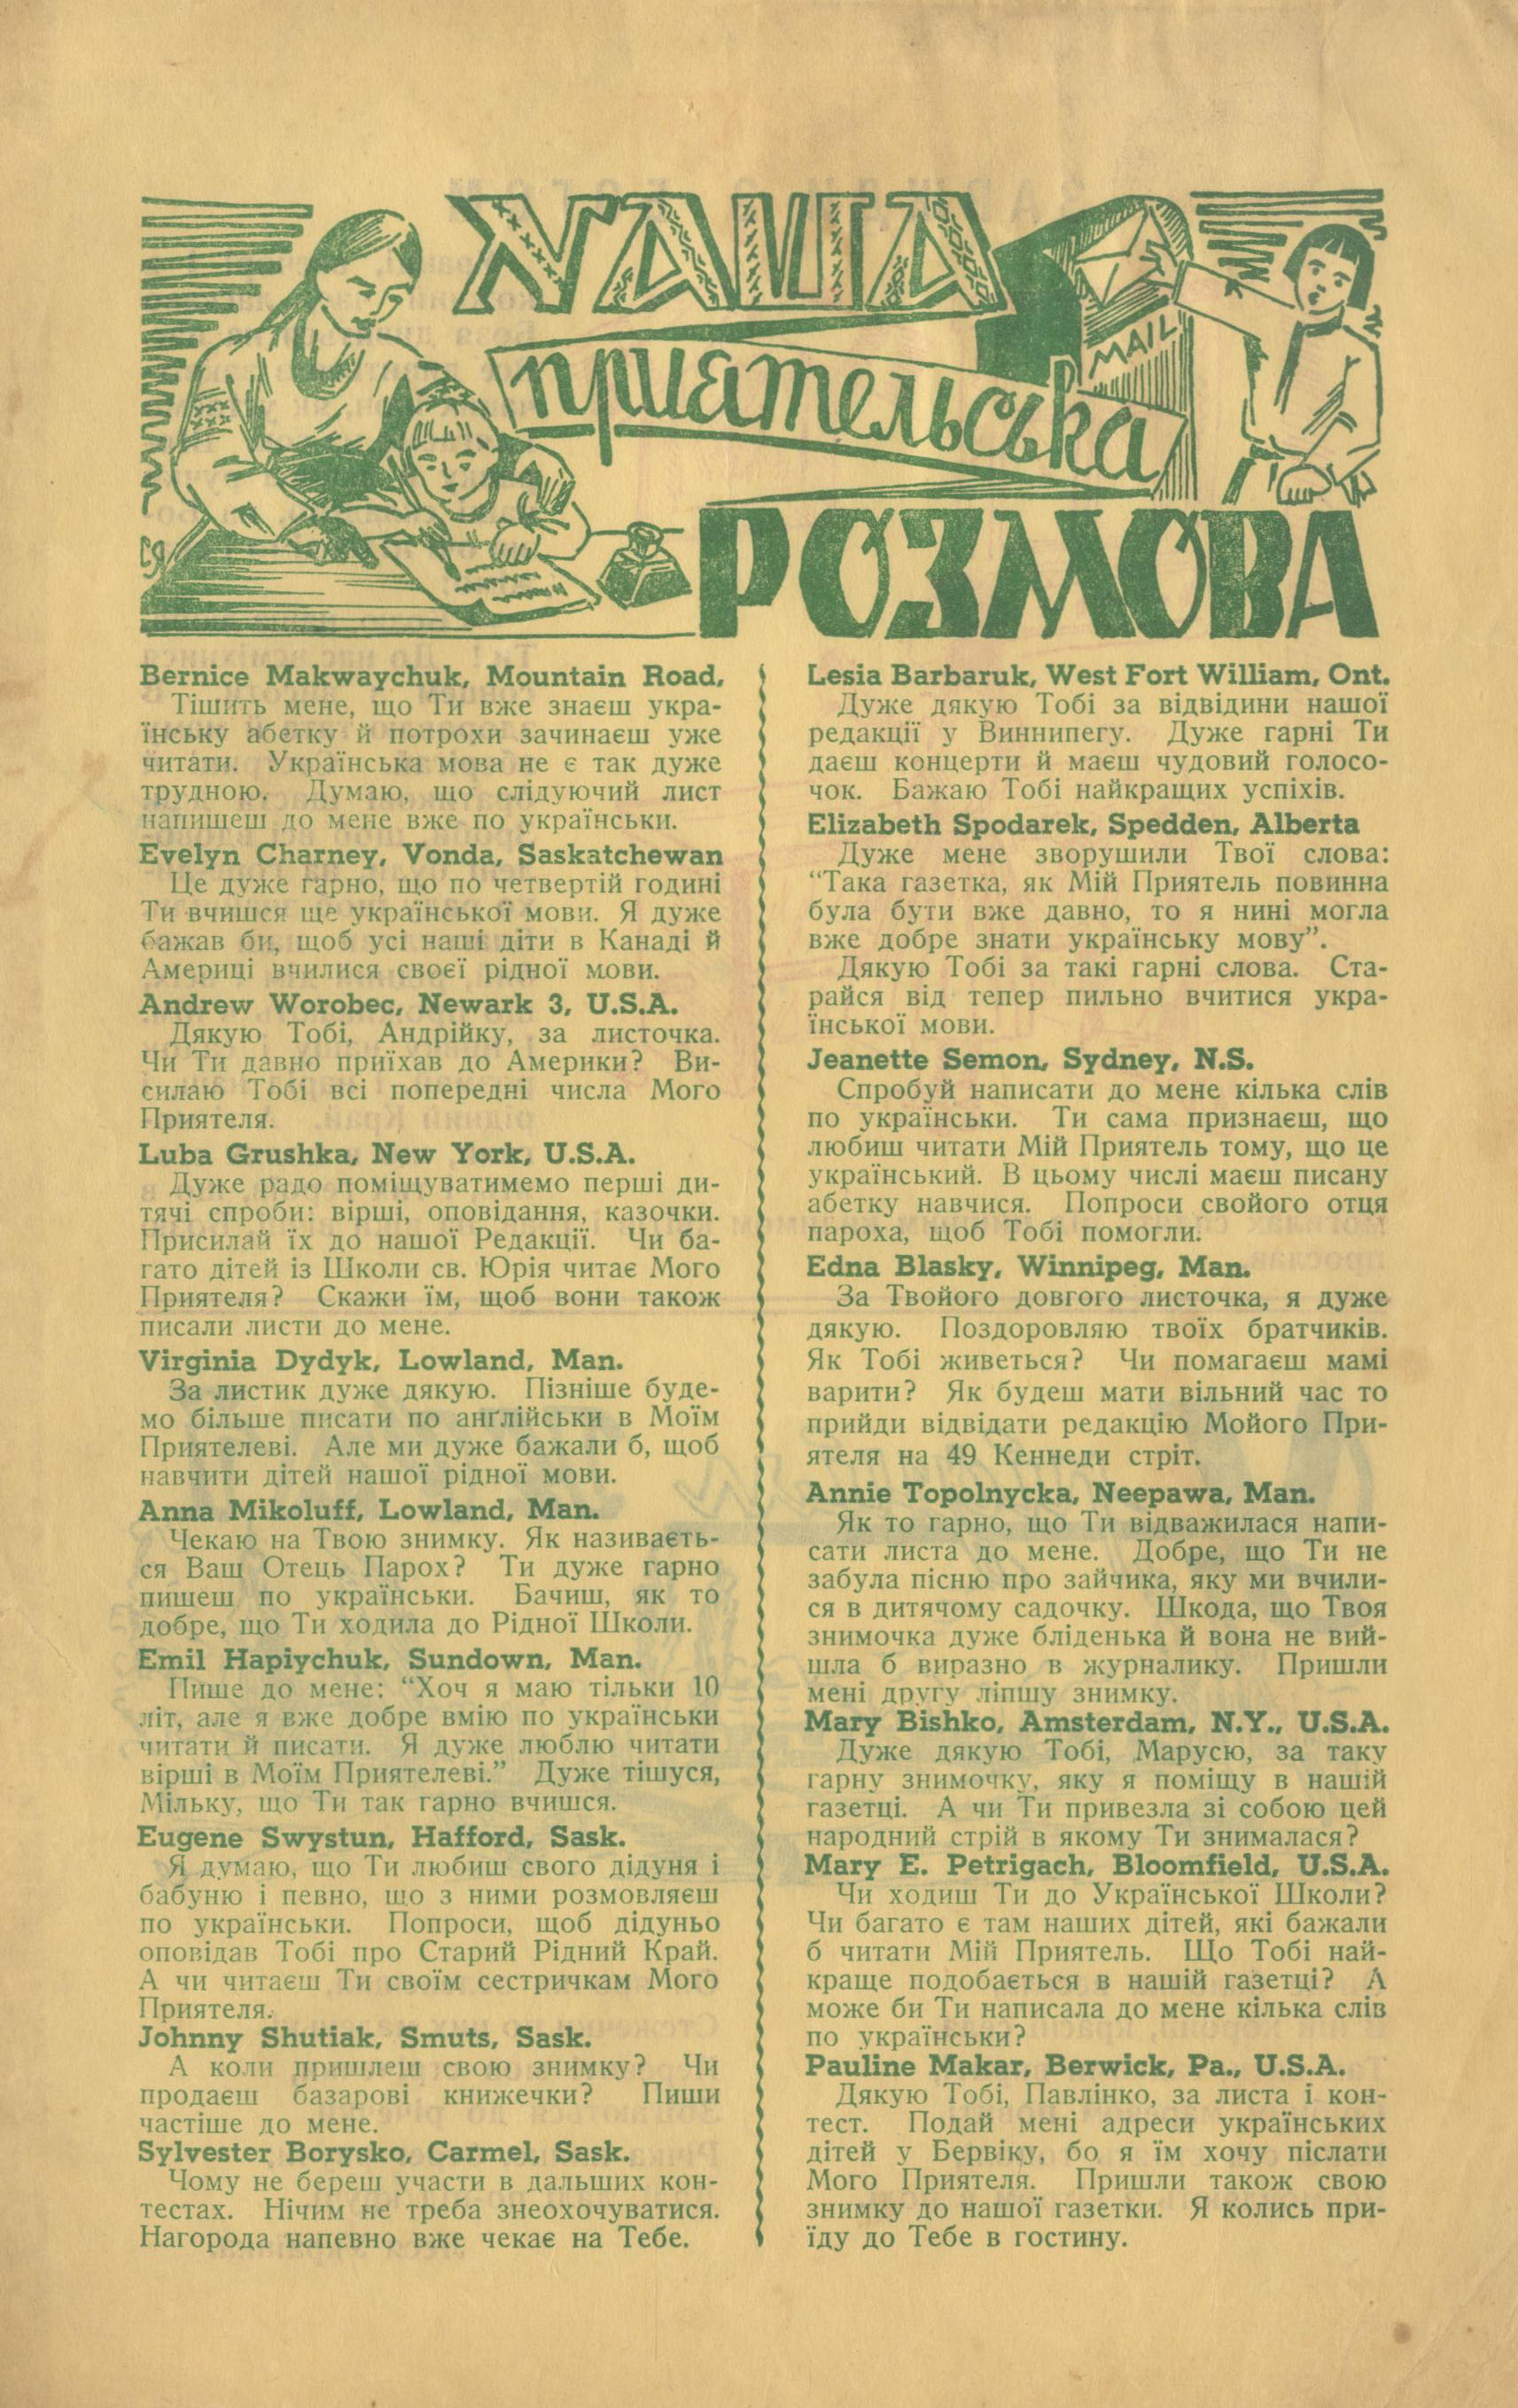 НАША
MAIL
приятельська
РОЗМОВА
Bernice Makwaychuk, Mountain Road,
Тішить мене, що Ти вже знаєш укра-
їнську абетку й потрохи зачинаєш уже
читати. Українська мова не є так дуже
трудною. Думаю, що слідуючий лист
напишеш до мене вже по українськи.
Evelyn Charney, Vonda, Saskatchewan
Це дуже гарно, що по четвертій годині
Ти вчишся ще української мови. Я дуже
бажав би, щоб усі наші діти в Канаді й
Америці вчилися своєї рідної мови.
Andrew Worobec, Newark 3, U.S.A.
Дякую Тобі, Андрійку, за листочка.
Чи Ти давно приїхав до Америки? Ви-
силаю Тобі всі попередні числа Мого
Приятеля.
Luba Grushka, New York, U.S.A.
Дуже радо поміщуватимемо перші ди-
тячі спроби: вірші, оповідання, казочки.
Присилай їх до нашої Редакції. Чи ба-
гато дітей із Школи св. Юрія читає Мого
Приятеля? Скажи їм, щоб вони також
писали листи до мене.
Virginia Dydyk, Lowland, Man.
За листик дуже дякую. Пізніше буде-
мо більше писати по англійськи в Моїм
Приятелеві. Але ми дуже бажали б, щоб
навчити дітей нашої рідної мови.
Anna Mikoluff, Lowland, Man.
Чекаю на Твою знимку. Як називаєть-
ся Ваш Отець Парох? Ти дуже гарно
пишеш по українськи. Бачиш, як то
добре, що Ти ходила до Рідної Школи.
Emil Hapiychuk, Sundown, Man.
Пише до мене: “Хоч я маю тільки 10
літ, але я вже добре вмію по українськи
читати й писати. Я дуже люблю читати
вірші в Моїм Приятелеві.” Дуже тішуся,
Мільку, що Ти так гарно вчишся.
Eugene Swystun, Hafford, Sask.
Я думаю, що Ти любиш свого дідуня і
бабуню і певно, що з ними розмовляєш
по українськи. Попроси, щоб дідуньо
оповідав Тобі про Старий Рідний Край.
А чи читаєш Ти своїм сестричкам Мого
Приятеля.
Johnny Shutiak, Smuts, Sask.
А коли пришлеш свою знимку? Чи
продаєш базарові книжечки? Пиши
частіше до мене.
Sylvester Borysko, Carmel, Sask.
Чому не береш участи в дальших кон-
тестах. Нічим не треба знеохочуватися.
Нагорода напевно вже чекає на Тебе.
Lesia Barbaruk, West Fort William, Ont.
Дуже дякую Тобі за відвідини нашої
редакції у Виннипегу. Дуже гарні Ти
даєш концерти й маєш чудовий голосо-
чок. Бажаю Тобі найкращих успіхів.
Elizabeth Spodarek, Spedden, Alberta
Дуже мене зворушили Твої слова:
“Така газетка, як Мій Приятель повинна
була бути вже давно, то я нині могла
вже добре знати українську мову”.
Дякую Тобі за такі гарні слова. Ста-
райся від тепер пильно вчитися укра-
їнської мови.
Jeanette Semon, Sydney, N.S.
Спробуй написати до мене кілька слів
по українськи. Ти сама признаєш, що
любиш читати Мій Приятель тому, що це
український. В цьому числі маєш писану
абетку навчися. Попроси свойого отця
пароха, щоб Тобі помогли.
Edna Blasky, Winnipeg, Man.
За Твойого довгого листочка, я дуже
дякую. Поздоровляю твоїх братчиків.
Як Тобі живеться? Чи помагаєш мамі
варити? Як будеш мати вільний час то
прийди відвідати редакцію Мойого При-
ятеля на 49 Кеннеди стріт.
Annie Topolnycka, Neepawa, Man.
Як то гарно, що Ти відважилася напи-
сати листа до мене. Добре, що Ти не
забула пісню про зайчика, яку ми вчили-
ся в дитячому садочку. Шкода, що Твоя
знимочка дуже бліденька й вона не вий-
шла б виразно в журналику. Пришли
мені другу ліпшу знимку.
Mary Bishko, Amsterdam, N.Y., U.S.A.
Дуже дякую Тобі, Марусю, за таку
гарну знимочку, яку я поміщу в нашій
газетці. А чи Ти привезла зі собою цей
народний стрій в якому Ти знималася?
Mary E. Petrigach, Bloomfield, U.S.A.
Чи ходиш Ти до Української Школи?
Чи багато є там наших дітей, які бажали
б читати Мій Приятель. Що Тобі най-
краще подобається в нашій газетці? А
може би Ти написала до мене кілька слів
по українськи?
Pauline Makar, Berwick, Pa., U.S.A.
Дякую Тобі, Павлінко, за листа і кон-
тест. Подай мені адреси українських
дітей у Бервіку, бо я їм хочу післати
Мого Приятеля. Пришли також свою
знимку до нашої газетки. Я колись при-
їду до Тебе в гостину.